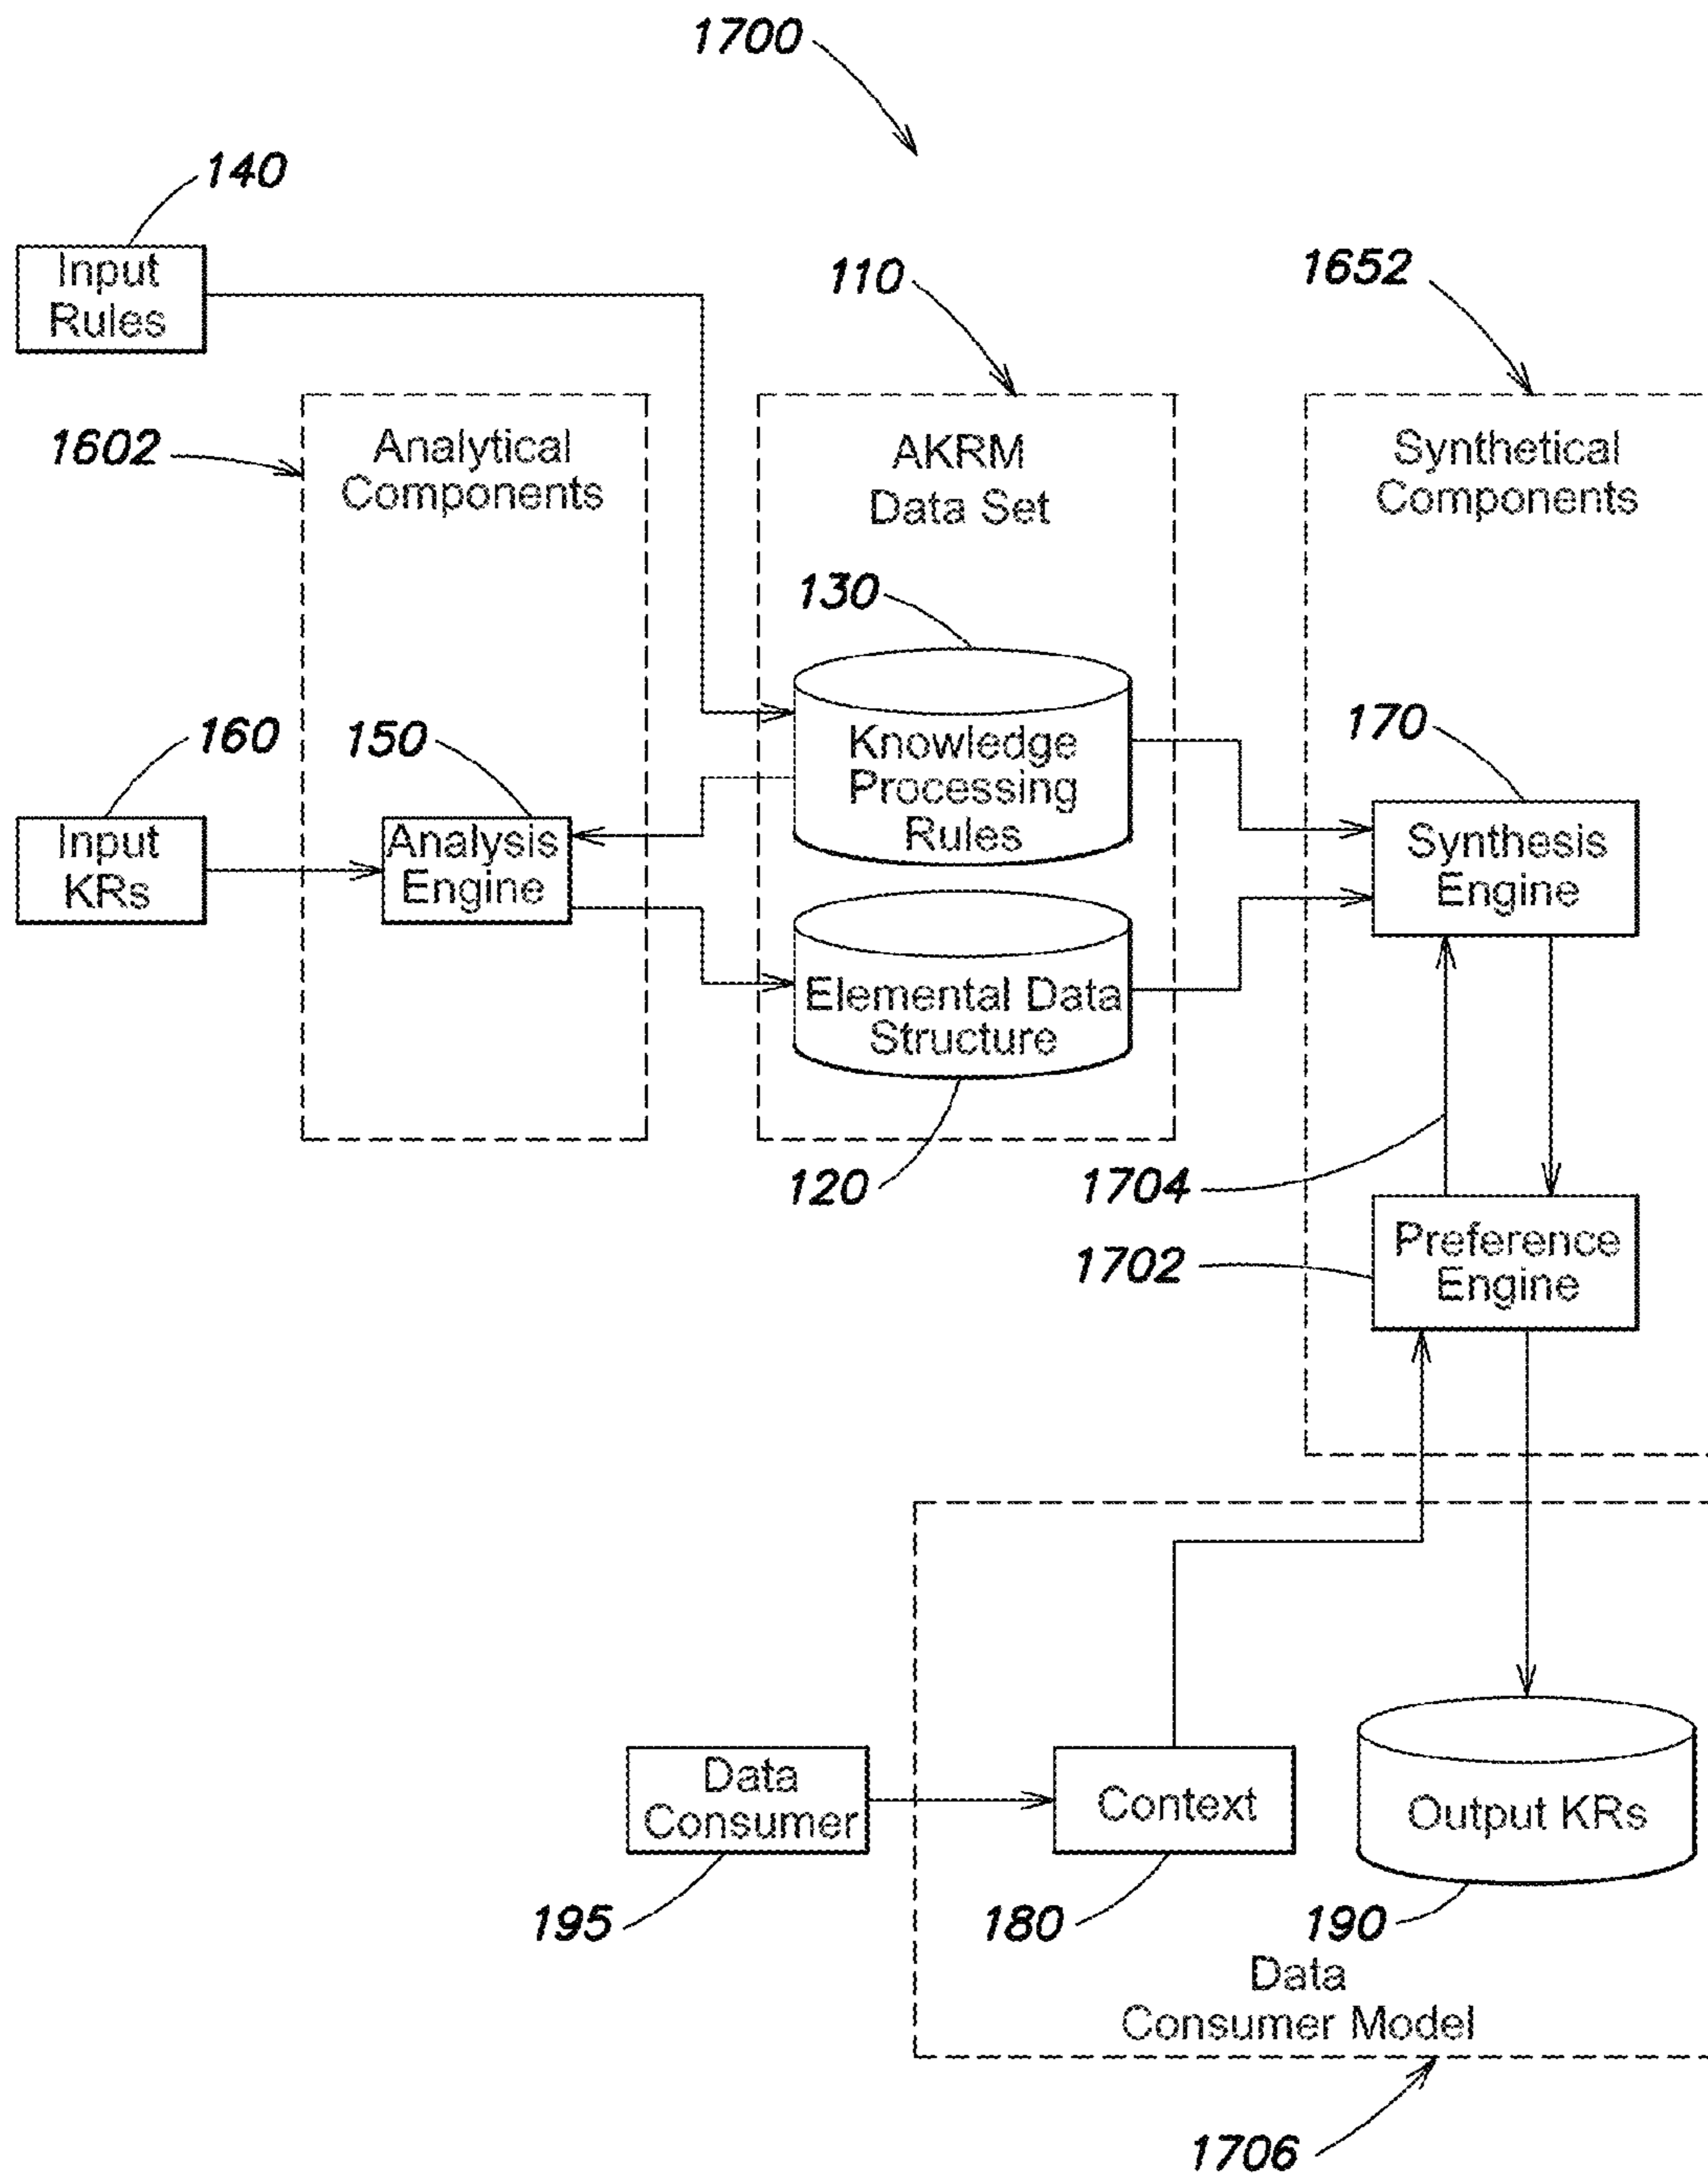 1700
140
Input
Rules
110
1652
1602
Analytical
Components
AKRM
Data Set
Synthetical
Components
130
160
150
170
Input
KRs
Analysis
Engine
Knowledge
Processing
Rules
Synthesis
Engine
Elemental Data
Structure
120
1704
1702
Preference
Engine
Data
Consumer
Context
Output KRs
195
180
190
Data
Consumer Model
1706